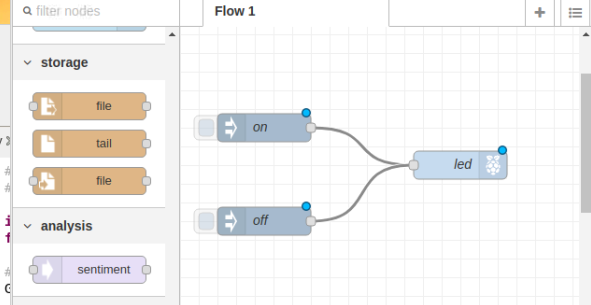 filter nodes
Flow 1
storage
file
tail
file
analysis
sentiment
on
off
led